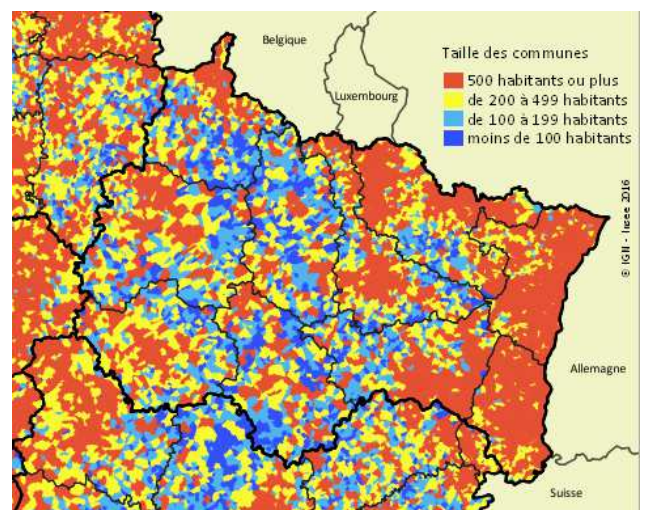 Belgique
Luxembourg
Taille des communes
500 habitants ou plus
de 200 à 499 habitants
de 100 à 199 habitants
moins de 100 habitants
© IGN - Insee 2016
Allemagne
Suisse